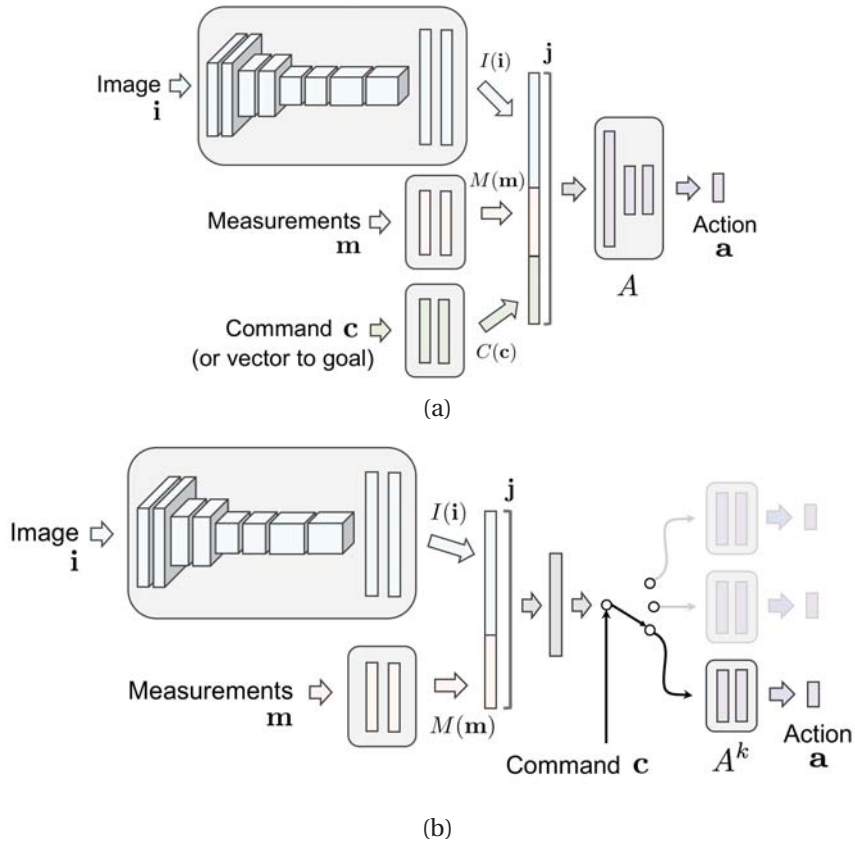 Image
i
I(i)
j
Measurements
m
M(m)
Command c
(or vector to goal)
C(c)
A
Action
a
(a)
Image
i
I(i)
j
Measurements
m
M(m)
Command c
A^k
Action
a
(b)